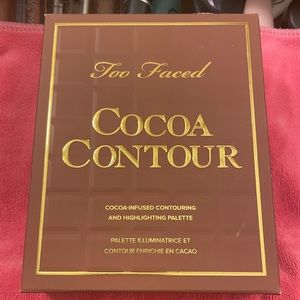 Too Faced
COCOA
CONTOUR
COCOA-INFUSED CONTOURING
AND HIGHLIGHTING PALETTE
PALETTE ILLUMINATRICE ET
CONTOUR ENRICHIE EN CACAO